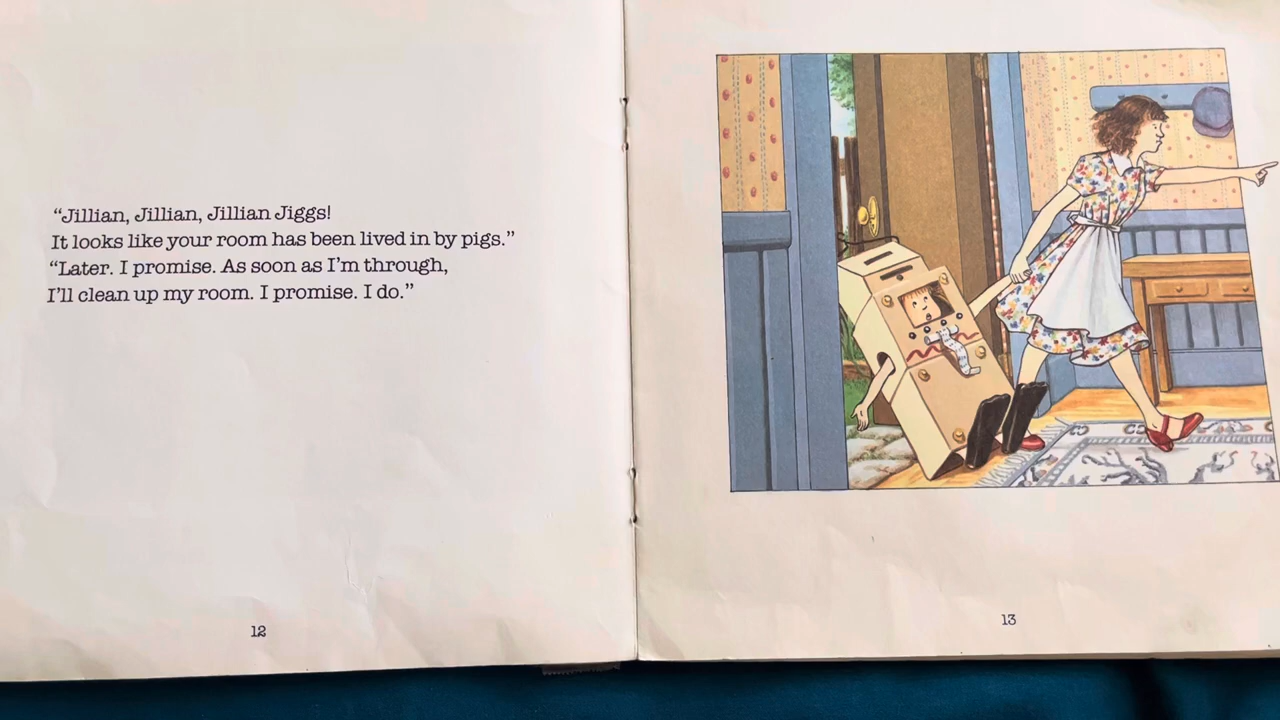 “Jillian, Jillian, Jillian Jiggs!
It looks like your room has been lived in by pigs.”
“Later. I promise. As soon as I’m through,
I’ll clean up my room. I promise. I do.”
12
13